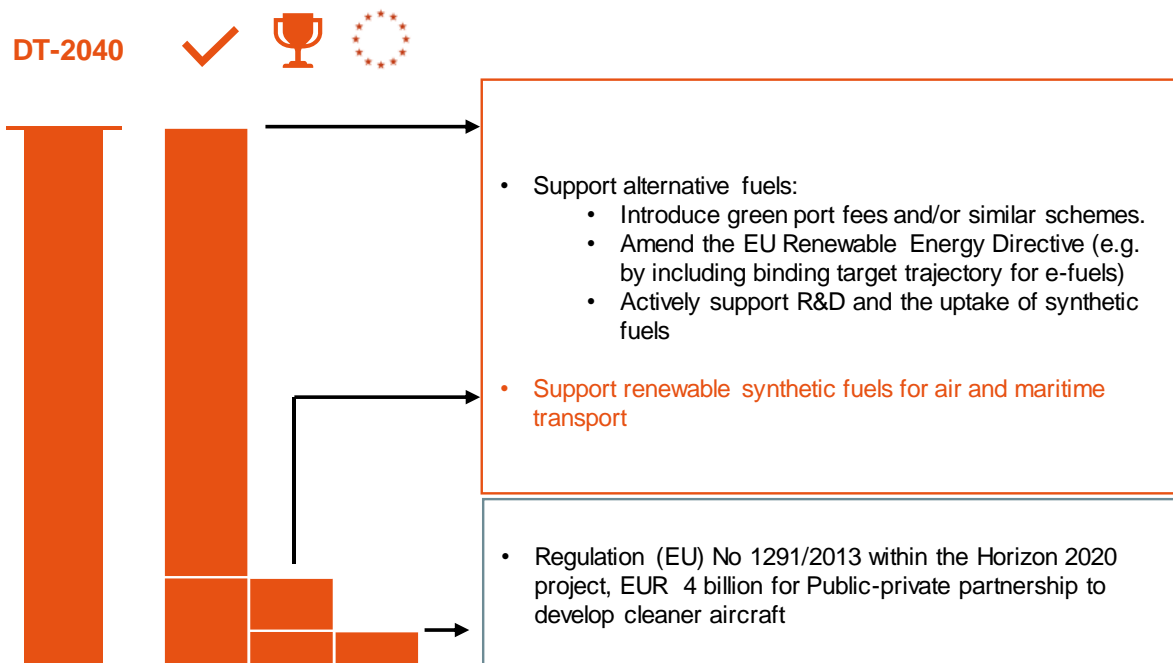 DT-2040
• Support alternative fuels:
• Introduce green port fees and/or similar schemes.
• Amend the EU Renewable Energy Directive (e.g.
by including binding target trajectory for e-fuels)
• Actively support R&D and the uptake of synthetic
fuels
• Support renewable synthetic fuels for air and maritime
transport
• Regulation (EU) No 1291/2013 within the Horizon 2020
project, EUR 4 billion for Public-private partnership to
develop cleaner aircraft